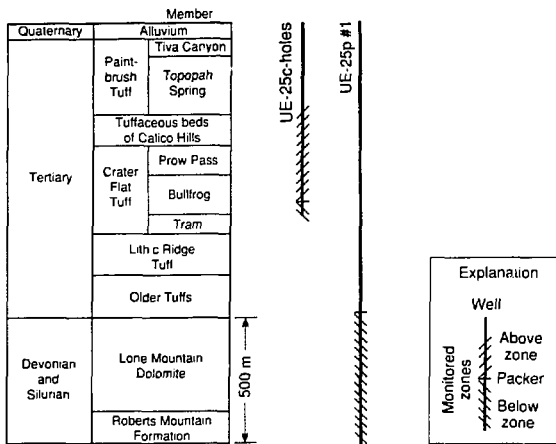 Member
Quaternary
Alluvium
Tertiary
Paint-
brush
Tuff
Tiva Canyon
Topopah
Spring
Tuffaceous beds
of Calico Hills
Crater
Flat
Tuff
Prow Pass
Bullfrog
Tram
Lithic Ridge
Tuff
Older Tuffs
Devonian
and
Silurian
Lone Mountain
Dolomite
Roberts Mountain
Formation
500 m
UE-25c-holes
UE-25p #1
Explanation
Well
Monitored
zones
Above
zone
Packer
Below
zone